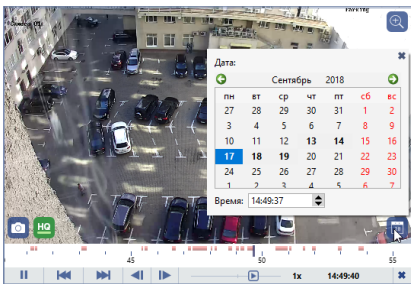 Дата:
Сентябрь 2018
пн вт ср чт пт сб вс
27 28 29 30 31 1 2
3 4 5 6 7 8 9
10 11 12 13 14 15 16
17 18 19 20 21 22 23
24 25 26 27 28 29 30
1 2 3 4 5 6 7
Время: 14:49:37
HQ
45 50 55
1x 14:49:40